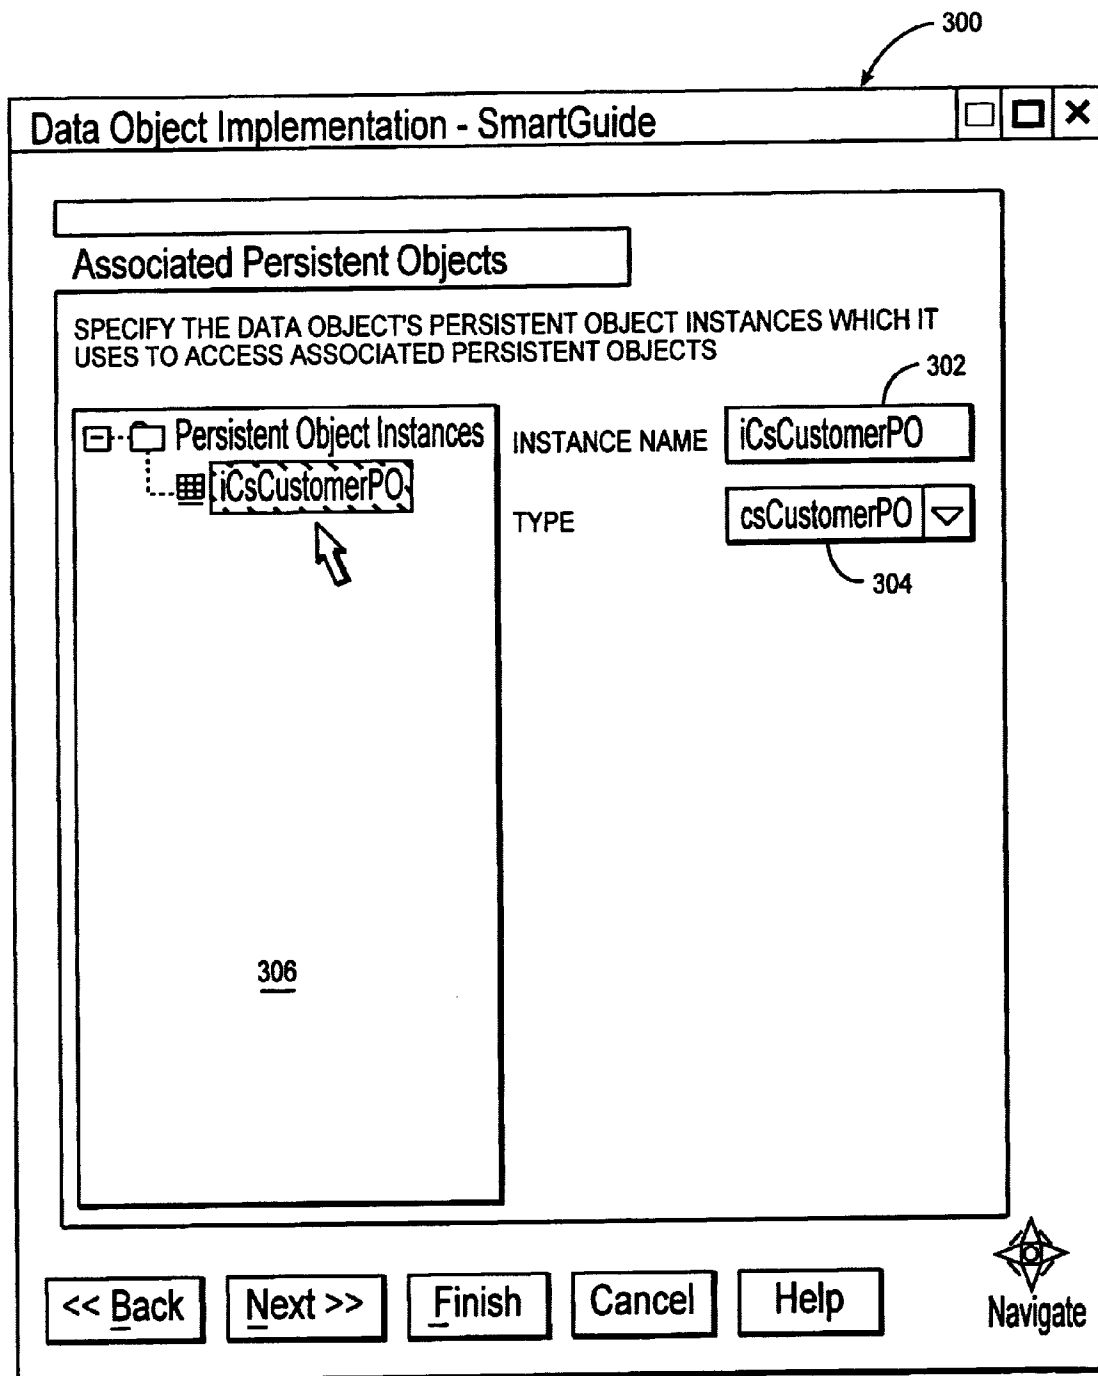 300
Data Object Implementation - SmartGuide
Associated Persistent Objects
SPECIFY THE DATA OBJECT'S PERSISTENT OBJECT INSTANCES WHICH IT
USES TO ACCESS ASSOCIATED PERSISTENT OBJECTS
302
Persistent Object Instances
iCsCustomerPO
INSTANCE NAME iCsCustomerPO
TYPE csCustomerPO
304
306
<< Back Next >> Finish Cancel Help
Navigate